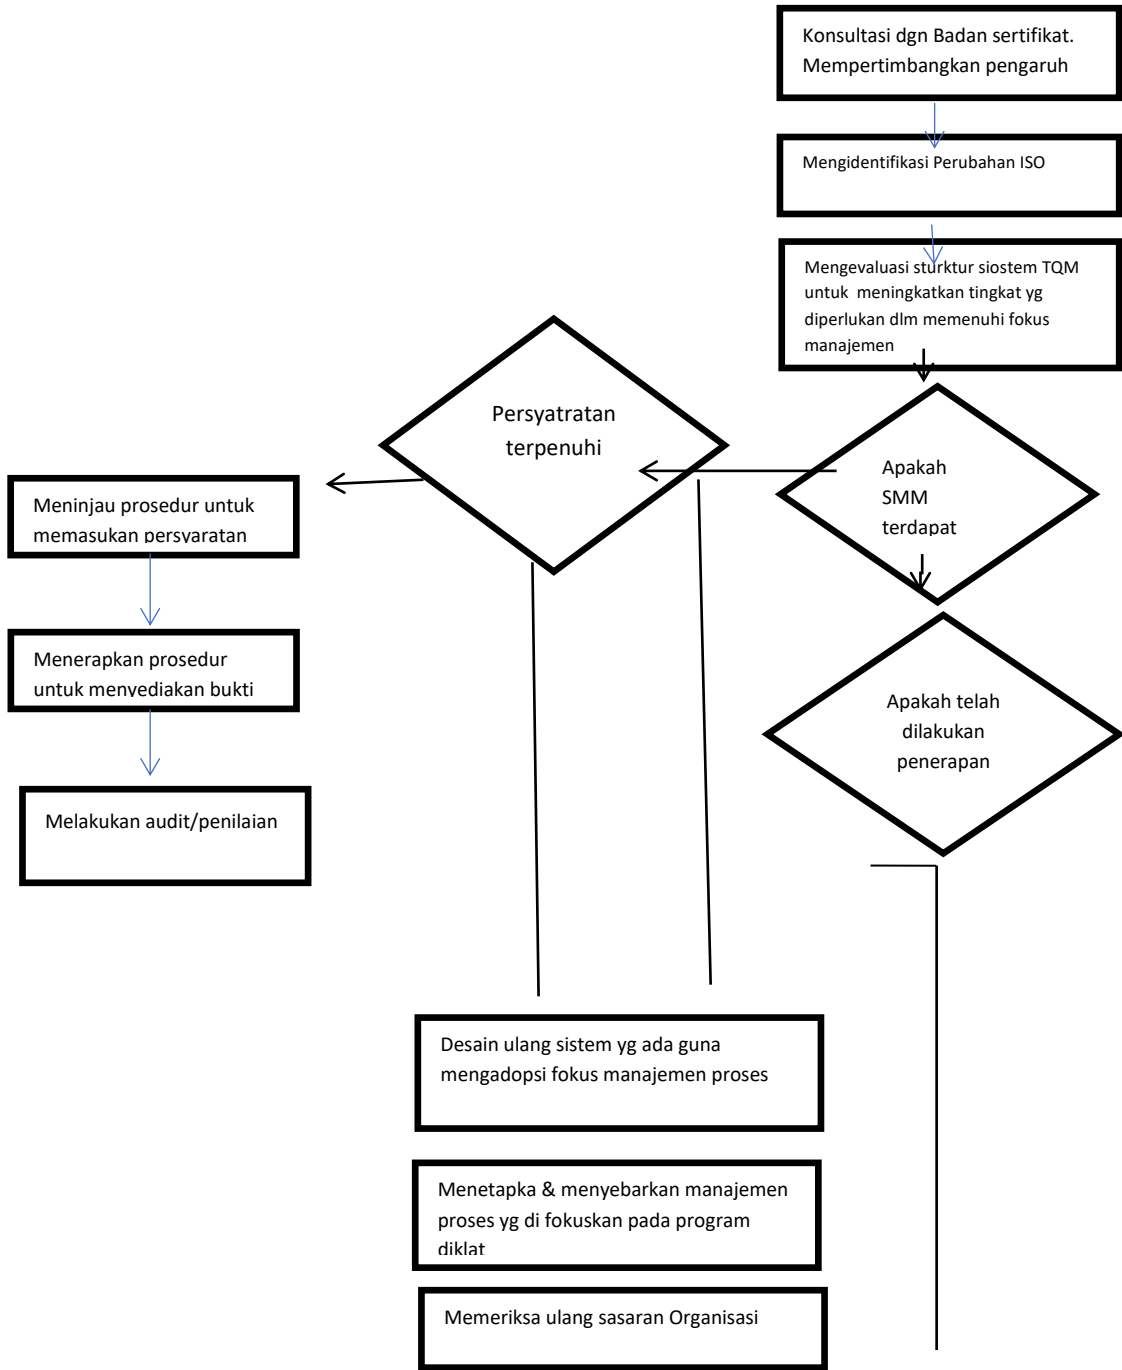 Konsultasi dgn Badan sertifikat.
Mempertimbangkan pengaruh
Mengidentifikasi Perubahan ISO
Mengevaluasi sturktur siostem TQM
untuk meningkatkan tingkat yg
diperlukan dlm memenuhi fokus
manajemen
Persyatratan
terpenuhi
Apakah
SMM
terdapat
Meninjau prosedur untuk
memasukan persyaratan
Menerapkan prosedur
untuk menyediakan bukti
Apakah telah
dilakukan
penerapan
Melakukan audit/penilaian
Desain ulang sistem yg ada guna
mengadopsi fokus manajemen proses
Menetapka & menyebarkan manajemen
proses yg di fokuskan pada program
diklat
Memeriksa ulang sasaran Organisasi